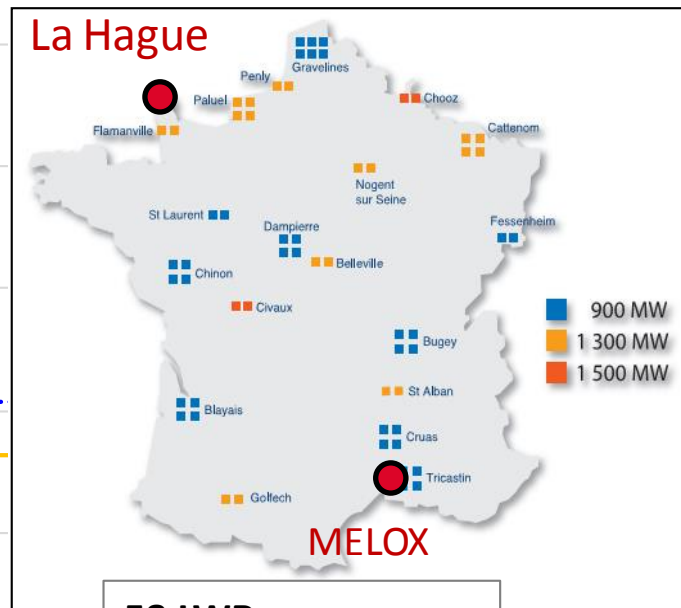 La Hague
Gravelines
Penly
Paluel
Chooz
Flamanville
Cattenom
Nogent
sur Seine
St Laurent
Dampierre
Fessenheim
Belleville
Chinon
Civaux
900 MW
1 300 MW
1 500 MW
Bugey
St Alban
Blayais
Cruas
Tricastin
Golfech
MELOX